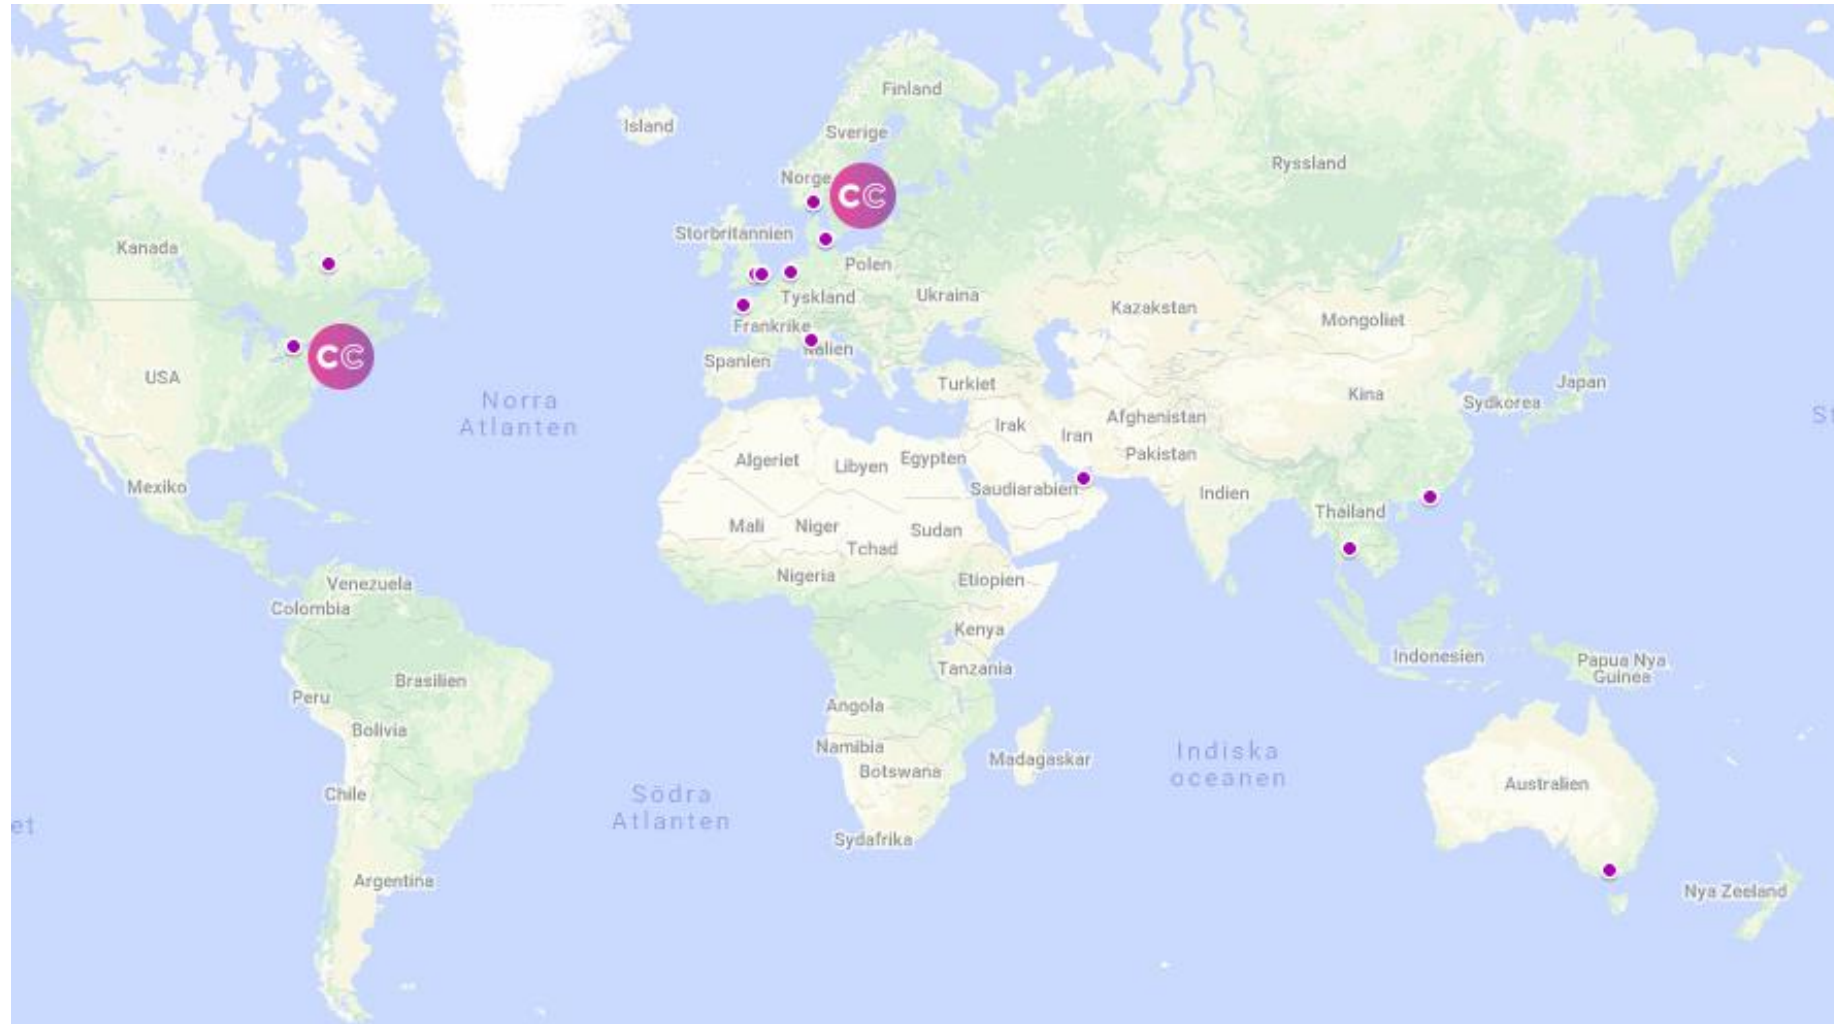 Finland
Island
Sverige
Ryssland
Norge
CC
Storbritannien
Kanada
Polen
Tyskland
Ukraina
Kazakstan
Mongoliet
Frankrike
CC
Italien
Spanien
USA
Turkiet
Japan
Kina
Sydkorea
Norra
Atlanten
Afghanistan
Irak
Iran
Pakistan
Algeriet
Libyen
Egypten
Mexiko
Saudiarabien
Indien
Thailand
Mali
Niger
Sudan
Tchad
Nigeria
Etiopien
Venezuela
Colombia
Kenya
Indonesien
Papua Nya
Guinea
Tanzania
Brasilien
Peru
Angola
Bolivia
Namibia
Botswana
Madagaskar
Indiska
oceanen
Australien
Chile
Södra
Atlanten
et
Sydafrika
Argentina
Nya Zeeland